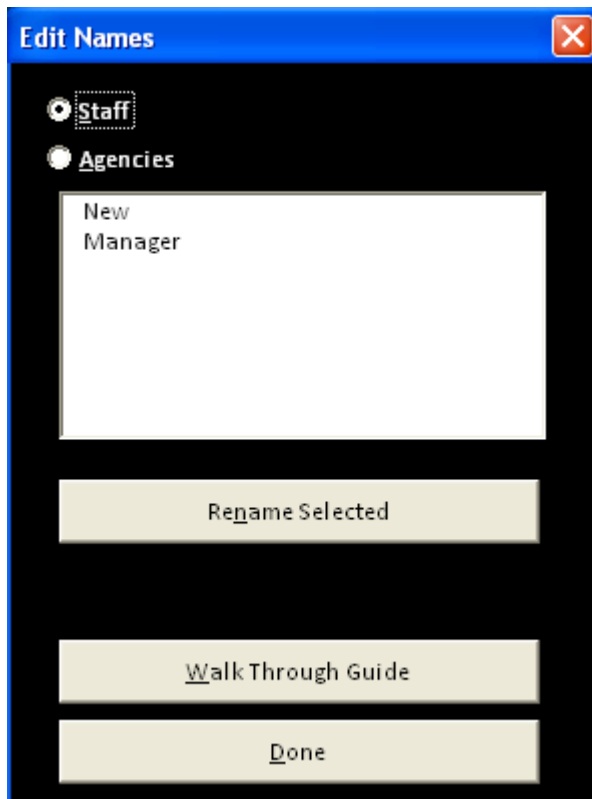 Edit Names
Staff
Agencies
New
Manager
Rename Selected
Walk Through Guide
Done